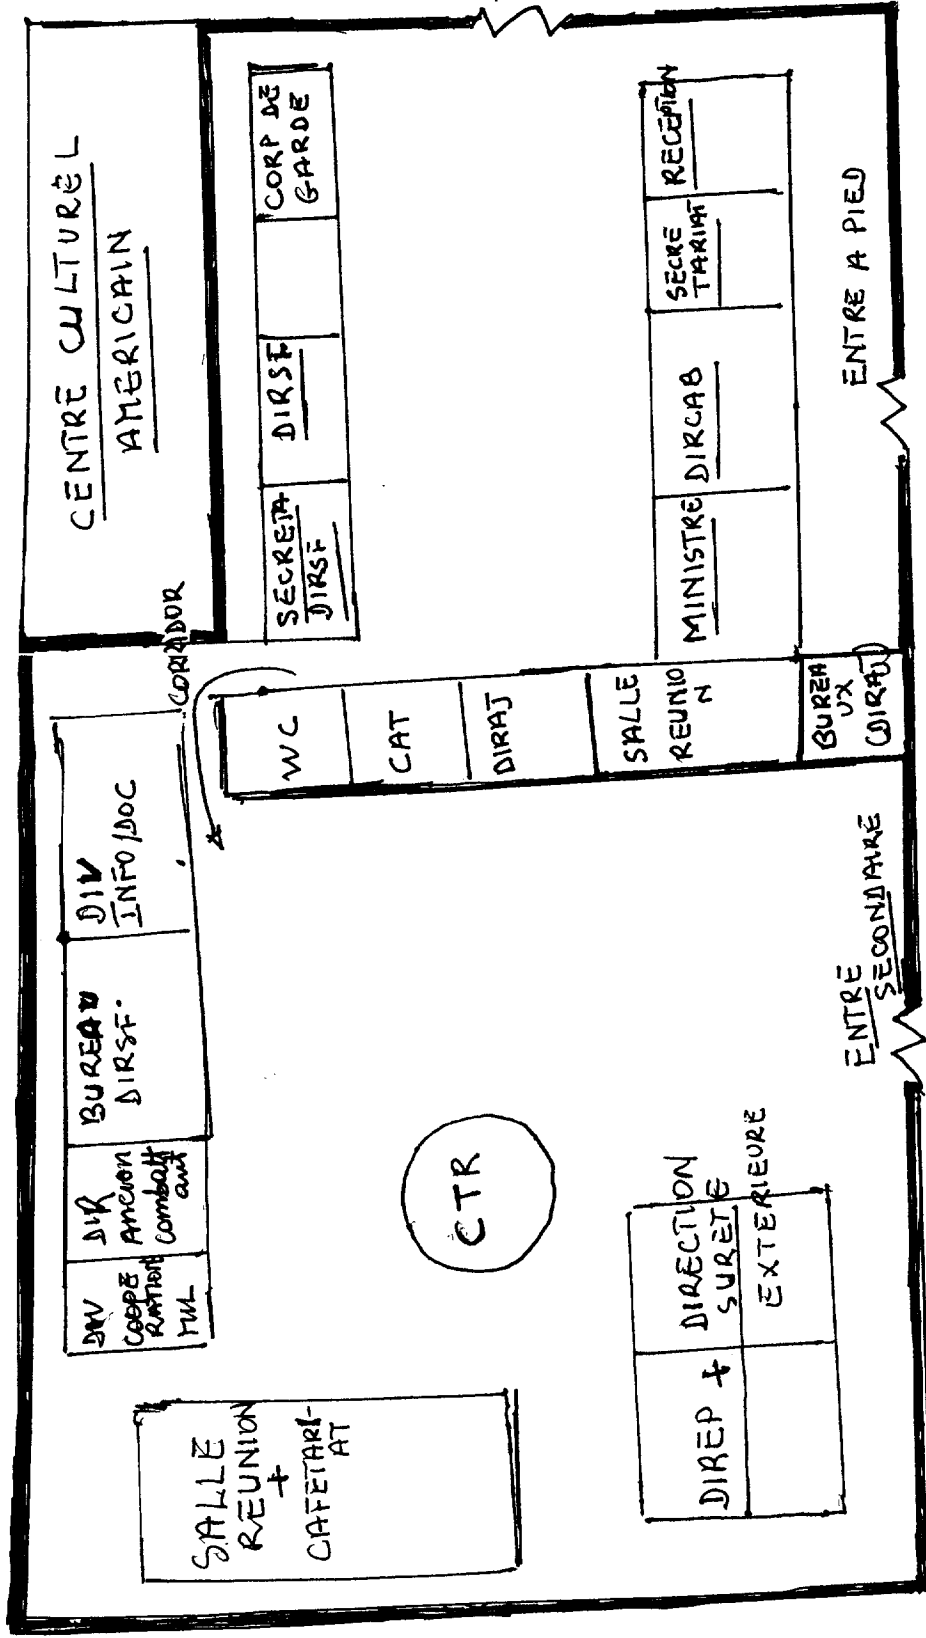 SALLE
REUNION
+
CAFETARI-
AT
DIV
COOPE
RATION
MIL
DIR
Ancien
combatt
ant
BUREAU
DIRSF.
DIV
INFO/DOC
CORIADOR
CENTRE CULTUREL
AMERICAIN
SECRETA
DIRSF
DIRSF
CORP DE
GARDE
WC
CAT
DIRAJ
SALLE
REUNIO
N
BUREA
UX
(DIRAJ)
CTR
DIREP +
DIRECTION
SURETE
EXTERIEURE
MINISTRE
DIRCAB
SECRE
TARIAT
RECEPTION
ENTRE
SECONDAIRE
ENTRE A PIED